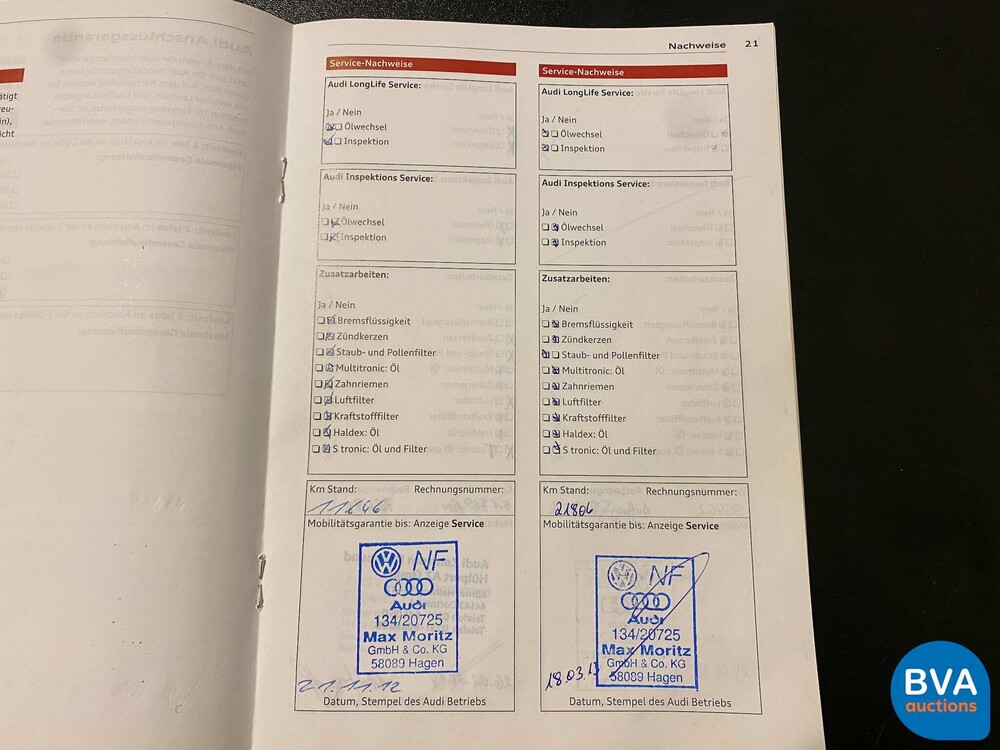 Nachweise 21
Service-Nachweise
Audi LongLife Service:
Ja / Nein
Ölwechsel
Inspektion
Audi Inspektions Service:
Ja / Nein
Ölwechsel
Inspektion
Zusatzarbeiten:
Ja / Nein
Bremsflüssigkeit
Zündkerzen
Staub- und Pollenfilter
Multitronic: Öl
Zahnriemen
Luftfilter
Kraftstofffilter
Haldex: Öl
S tronic: Öl und Filter
Km Stand: Rechnungsnummer:
11646
Mobilitätsgarantie bis: Anzeige Service
NF
Audi
134/20725
Max Moritz
GmbH & Co. KG
58089 Hagen
21.11.12
Datum, Stempel des Audi Betriebs
Service-Nachweise
Audi LongLife Service:
Ja / Nein
Ölwechsel
Inspektion
Audi Inspektions Service:
Ja / Nein
Ölwechsel
Inspektion
Zusatzarbeiten:
Ja / Nein
Bremsflüssigkeit
Zündkerzen
Staub- und Pollenfilter
Multitronic: Öl
Zahnriemen
Luftfilter
Kraftstofffilter
Haldex: Öl
S tronic: Öl und Filter
Km Stand: Rechnungsnummer:
21806
Mobilitätsgarantie bis: Anzeige Service
NF
Audi
134/20725
Max Moritz
GmbH & Co. KG
58089 Hagen
18.03.13
Datum, Stempel des Audi Betriebs
BVA
auctions